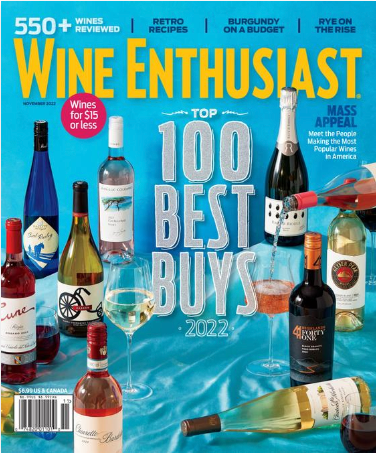 550+ WINES
REVIEWED
RETRO
RECIPES
BURGUNDY
ON A BUDGET
RYE ON
THE RISE
WINE ENTHUSIAST
NOVEMBER 2022
Wines
for $15
or less
TOP
100
BEST
BUYS
2022
MASS
APPEAL
Meet the People
Making the Most
Popular Wines
in America
Cune
FORTY
ONE
$6.99 US & CANADA